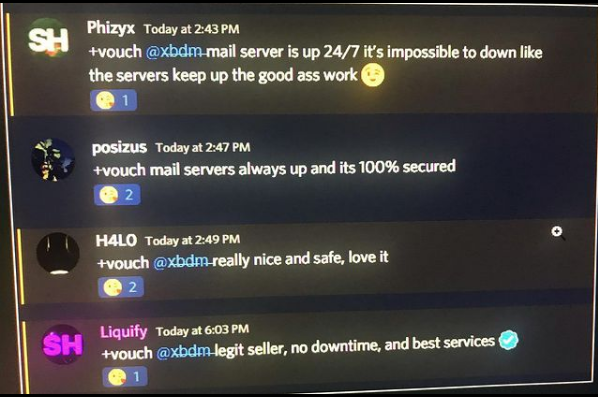 SH
Phizyx Today at 2:43 PM
+vouch @xbdm mail server is up 24/7 it's impossible to down like
the servers keep up the good ass work
1
posizus Today at 2:47 PM
+vouch mail servers always up and its 100% secured
2
H4L0 Today at 2:49 PM
+vouch @xbdm really nice and safe, love it
2
SH
Liquify Today at 6:03 PM
+vouch @xbdm legit seller, no downtime, and best services
1